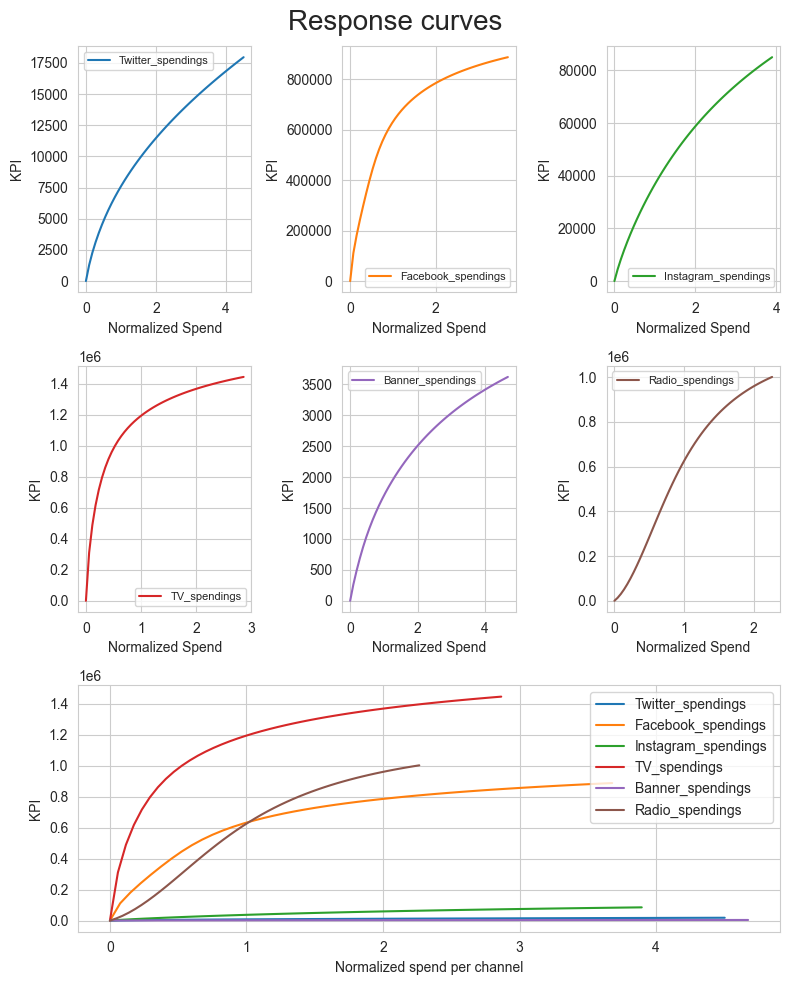 Response curves
Twitter_spendings
KPI
17500
15000
12500
10000
7500
5000
2500
0
0 2 4
Normalized Spend
Facebook_spendings
KPI
800000
600000
400000
200000
0
0 2
Normalized Spend
Instagram_spendings
KPI
80000
60000
40000
20000
0
0 2 4
Normalized Spend
1e6
TV_spendings
KPI
1.4
1.2
1.0
0.8
0.6
0.4
0.2
0.0
0 1 2 3
Normalized Spend
Banner_spendings
KPI
3500
3000
2500
2000
1500
1000
500
0
0 2 4
Normalized Spend
1e6
Radio_spendings
KPI
1.0
0.8
0.6
0.4
0.2
0.0
0 1 2
Normalized Spend
1e6
KPI
1.4
1.2
1.0
0.8
0.6
0.4
0.2
0.0
Twitter_spendings
Facebook_spendings
Instagram_spendings
TV_spendings
Banner_spendings
Radio_spendings
0 1 2 3 4
Normalized spend per channel